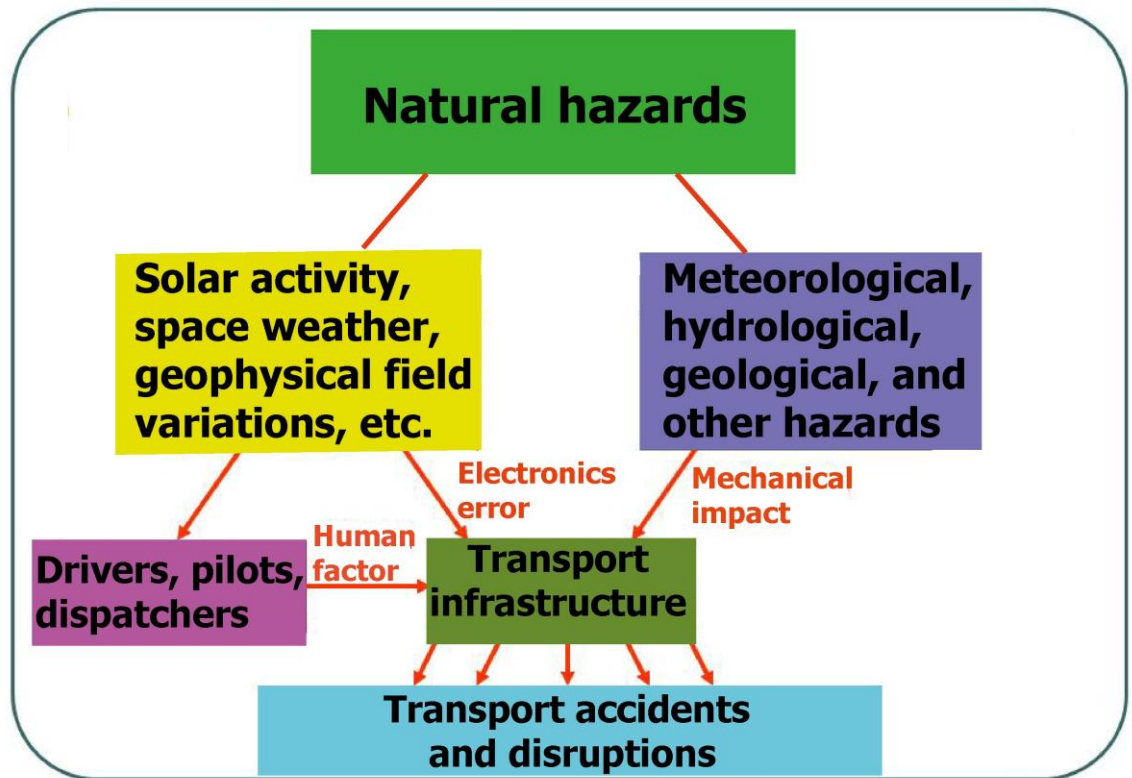 Natural hazards
Solar activity,
space weather,
geophysical field
variations, etc.
Meteorological,
hydrological,
geological, and
other hazards
Electronics
error
Mechanical
impact
Human
factor
Drivers, pilots,
dispatchers
Transport
infrastructure
Transport accidents
and disruptions